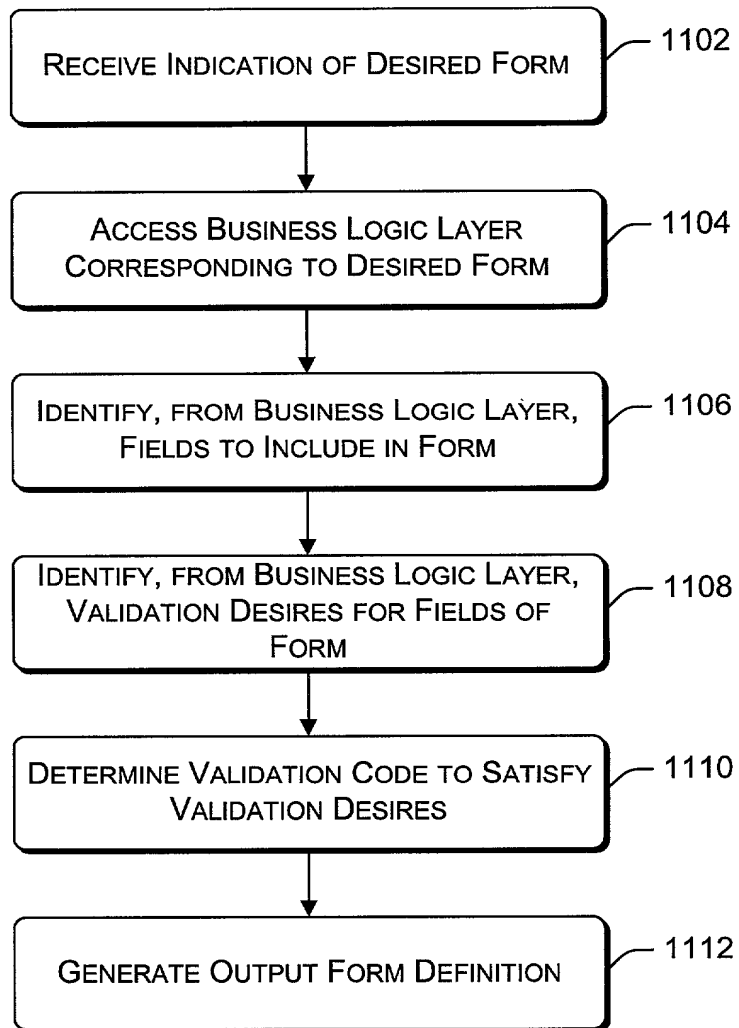 RECEIVE INDICATION OF DESIRED FORM
1102
ACCESS BUSINESS LOGIC LAYER
CORRESPONDING TO DESIRED FORM
1104
IDENTIFY, FROM BUSINESS LOGIC LAYER,
FIELDS TO INCLUDE IN FORM
1106
IDENTIFY, FROM BUSINESS LOGIC LAYER,
VALIDATION DESIRES FOR FIELDS OF
FORM
1108
DETERMINE VALIDATION CODE TO SATISFY
VALIDATION DESIRES
1110
GENERATE OUTPUT FORM DEFINITION
1112